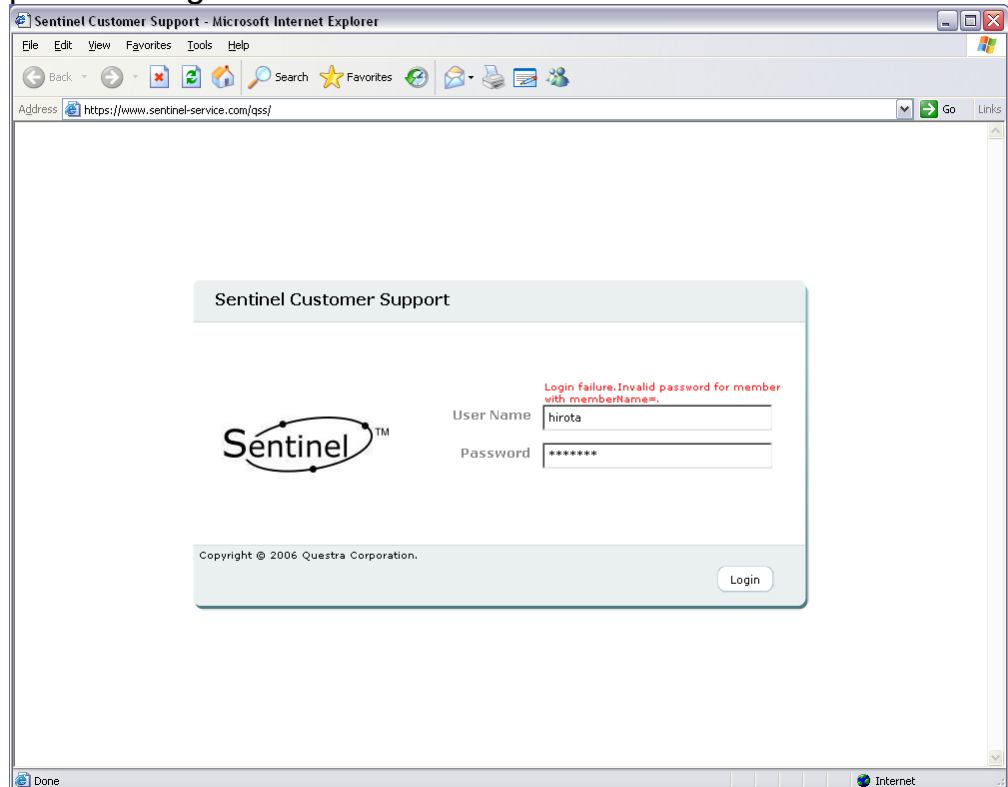 Sentinel Customer Support - Microsoft Internet Explorer
File Edit View Favorites Tools Help
Back Search Favorites
Address https://www.sentinel-service.com/qss/ Go Links
Sentinel Customer Support
Login failure.Invalid password for member
with memberName=.
User Name hirota
Sentinel TM
Password *******
Copyright © 2006 Questra Corporation.
Login
Done Internet